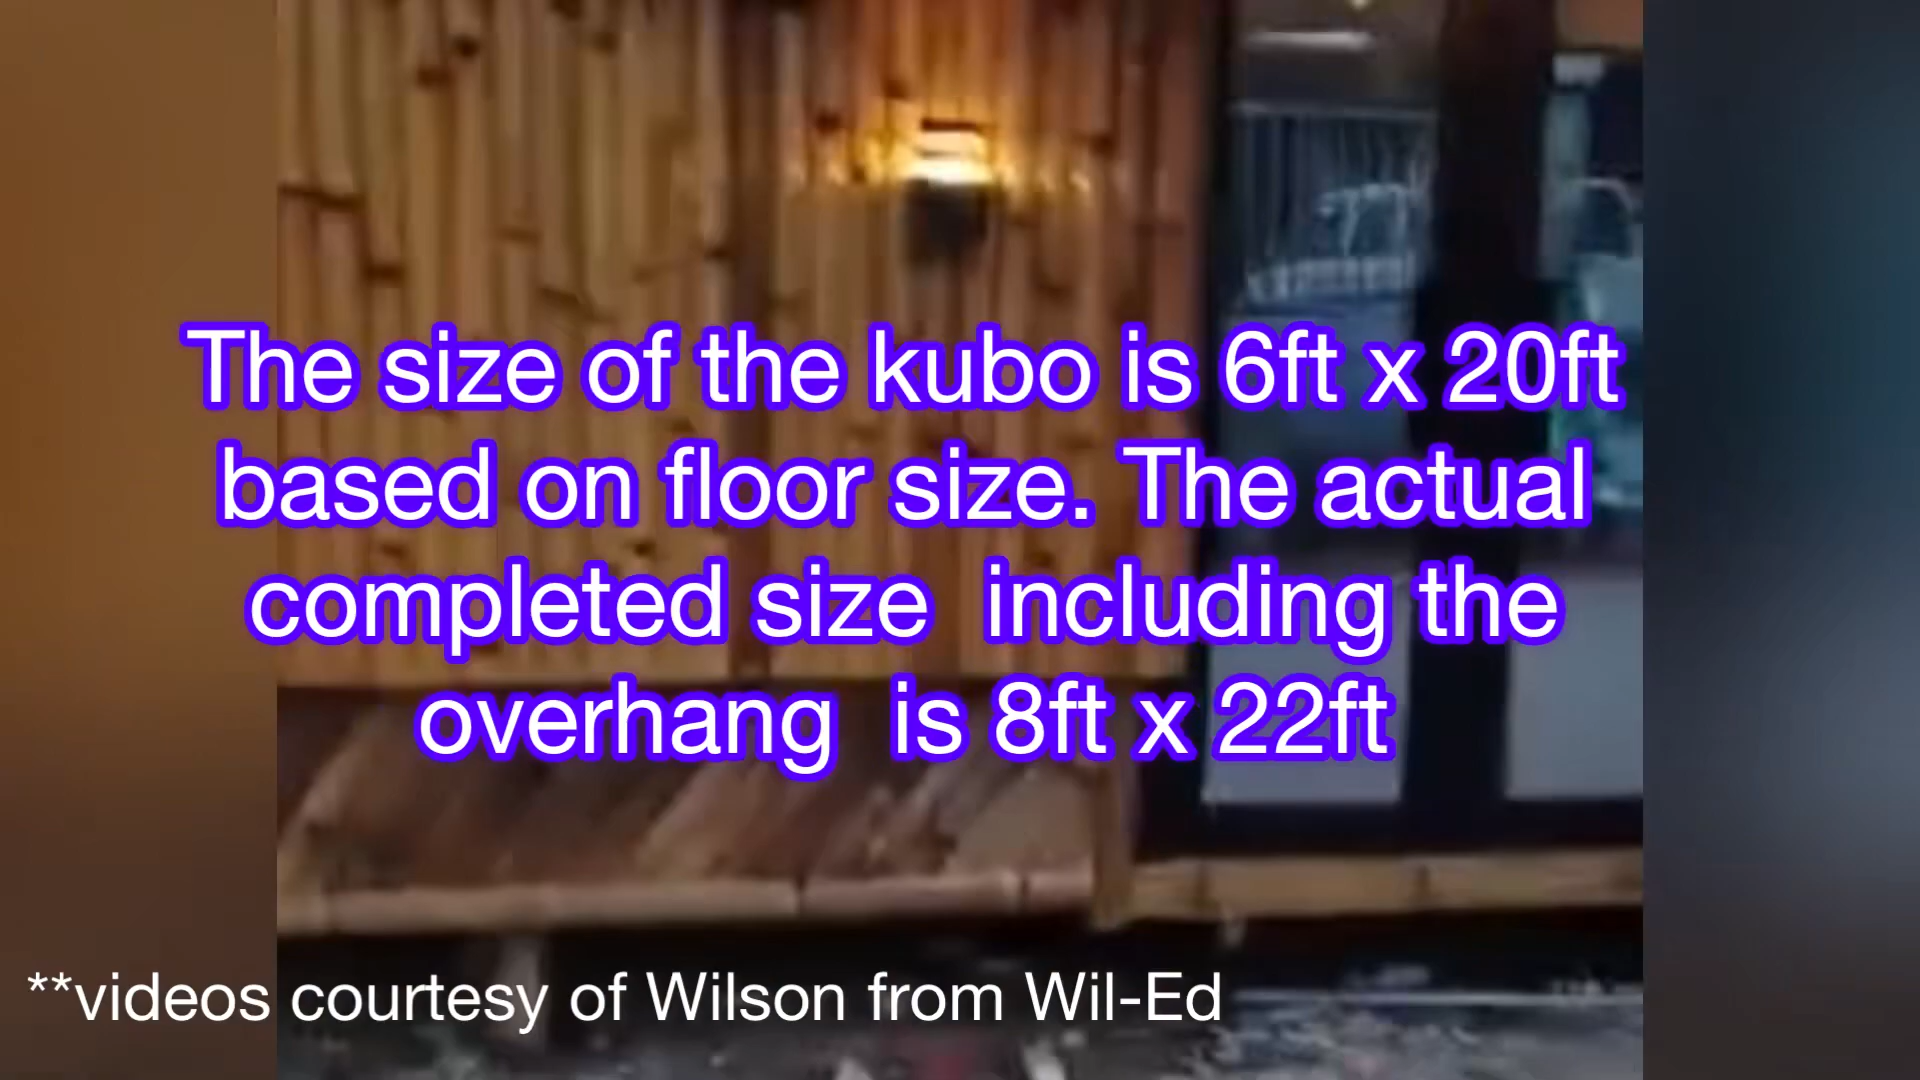 The size of the kubo is 6ft x 20ft
based on floor size. The actual
completed size  including the
overhang  is 8ft x 22ft
**videos courtesy of Wilson from Wil-Ed